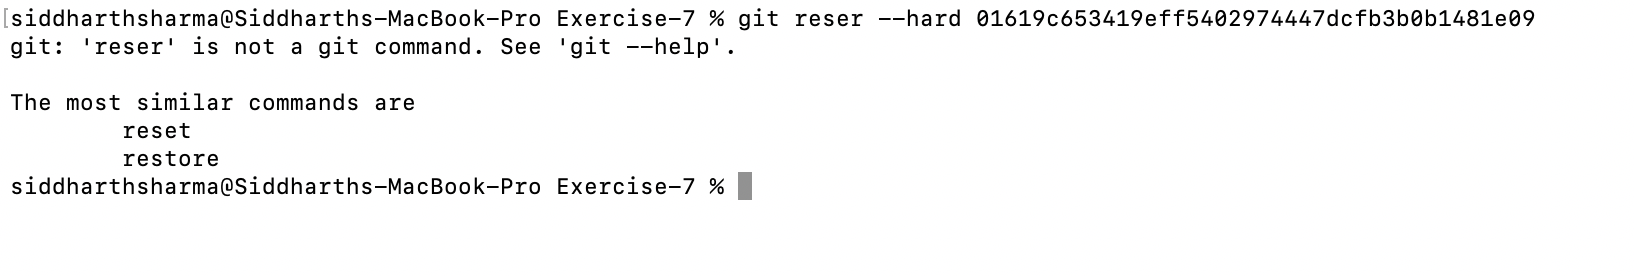 siddharthsharma@Siddharths-MacBook-Pro Exercise-7 % git reser --hard 01619c653419eff5402974447dcfb3b0b1481e09
git: 'reser' is not a git command. See 'git --help'.
The most similar commands are
reset
restore
siddharthsharma@Siddharths-MacBook-Pro Exercise-7 %